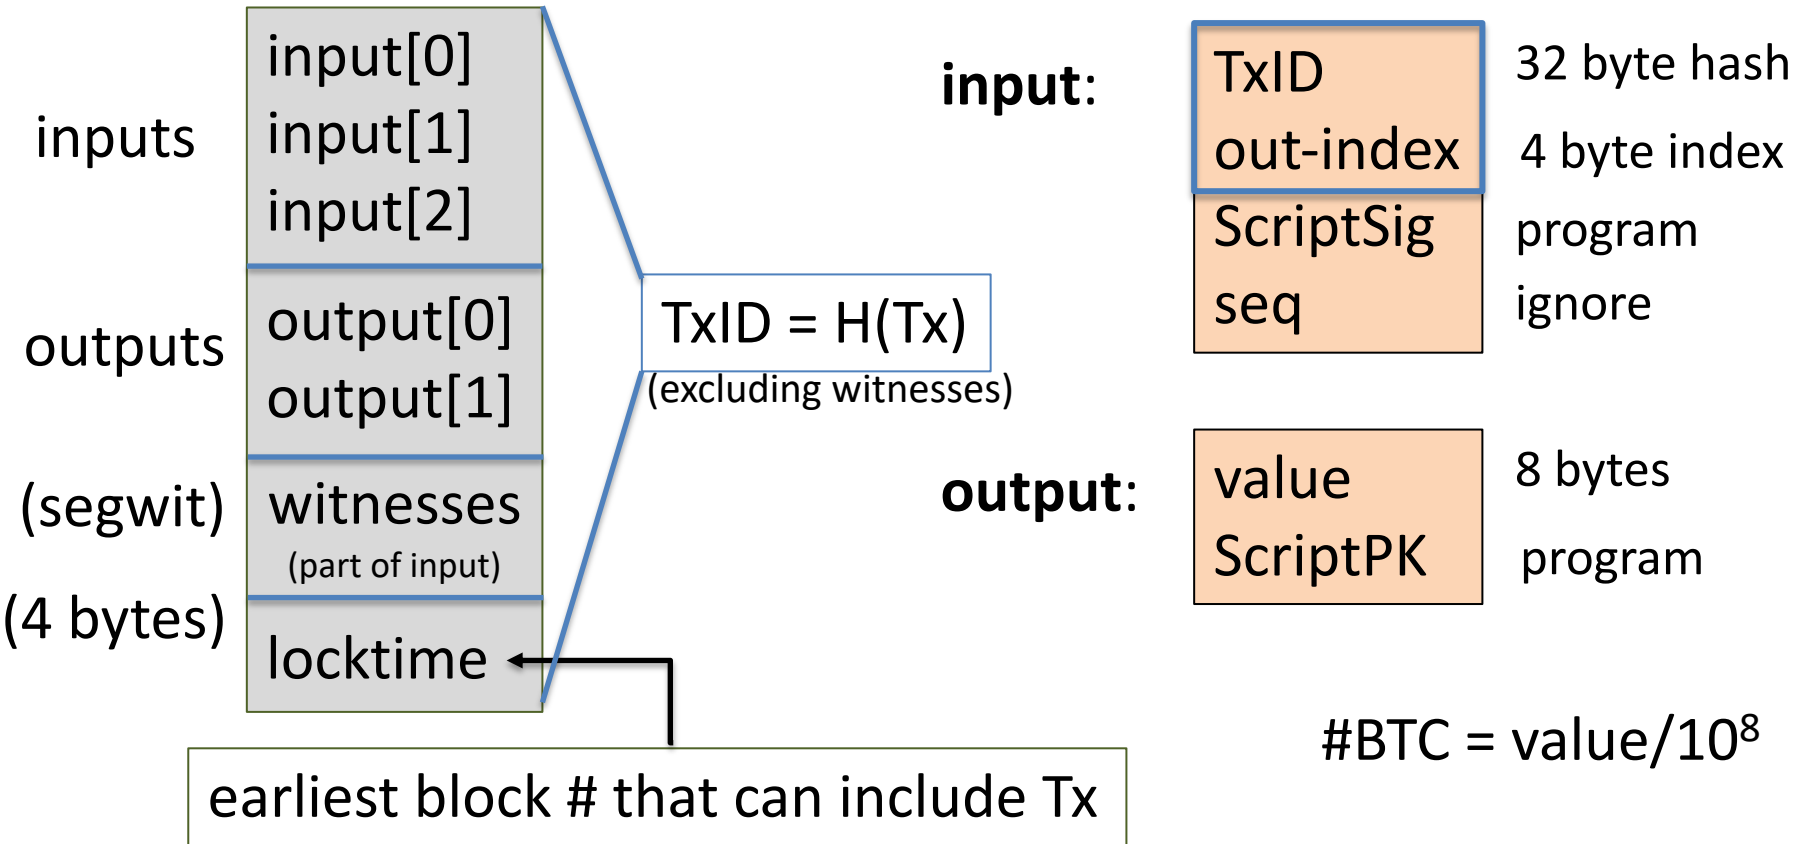 inputs
input[0]
input[1]
input[2]
outputs
output[0]
output[1]
(segwit)
witnesses
(part of input)
(4 bytes)
locktime
earliest block # that can include Tx
TxID = H(Tx)
(excluding witnesses)
input:
TxID 32 byte hash
out-index 4 byte index
ScriptSig program
seq ignore
output:
value 8 bytes
ScriptPK program
#BTC = value/10⁸